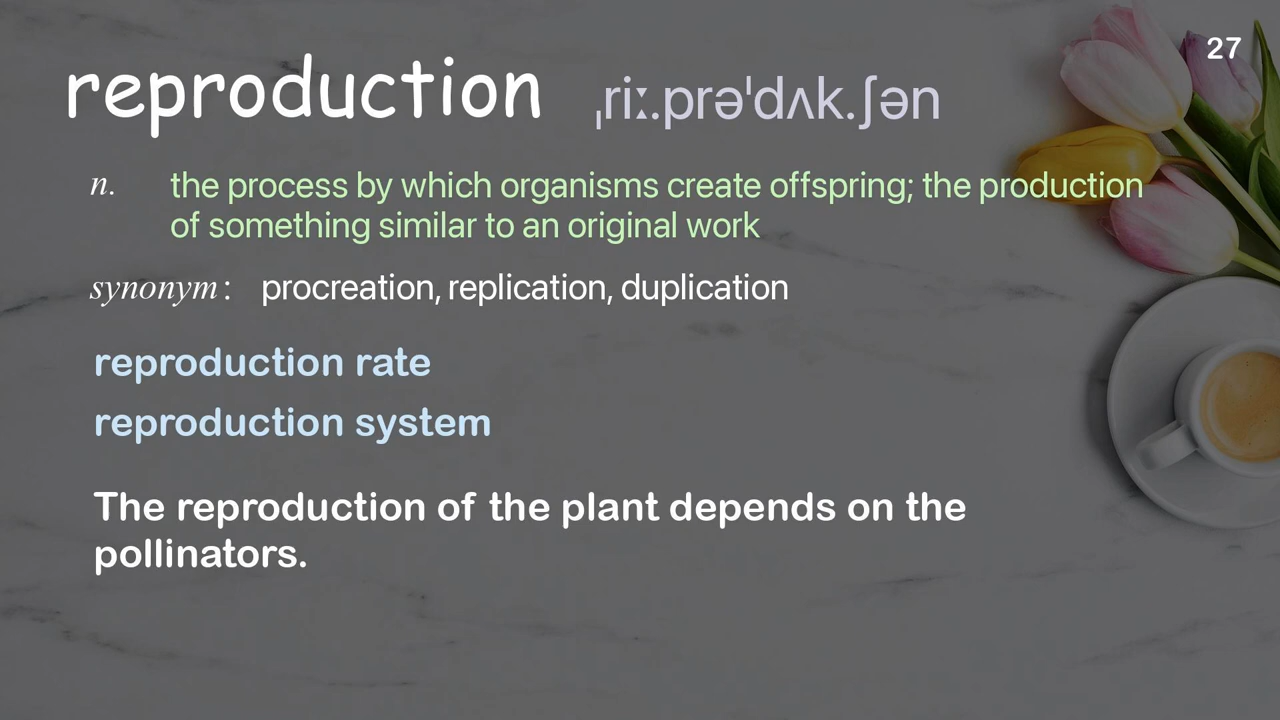 27
reproduction ˌriː.prəˈdʌk.ʃən
n. the process by which organisms create offspring; the production
of something similar to an original work
synonym : procreation, replication, duplication
reproduction rate
reproduction system
The reproduction of the plant depends on the
pollinators.